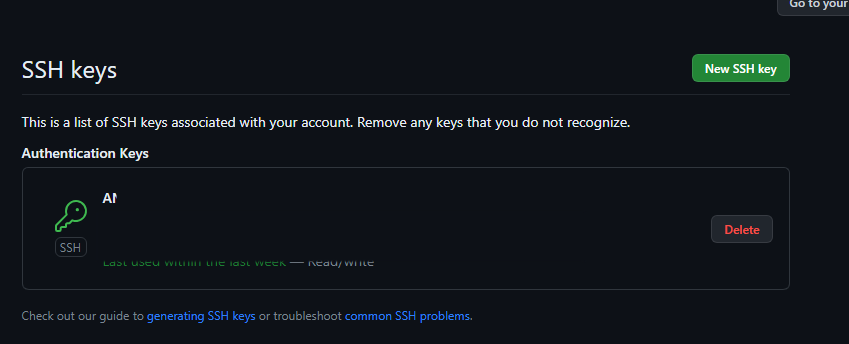 Go to your
SSH keys
New SSH key
This is a list of SSH keys associated with your account. Remove any keys that you do not recognize.
Authentication Keys
SSH
Delete
Last used within the last week — Read/write
Check out our guide to generating SSH keys or troubleshoot common SSH problems.